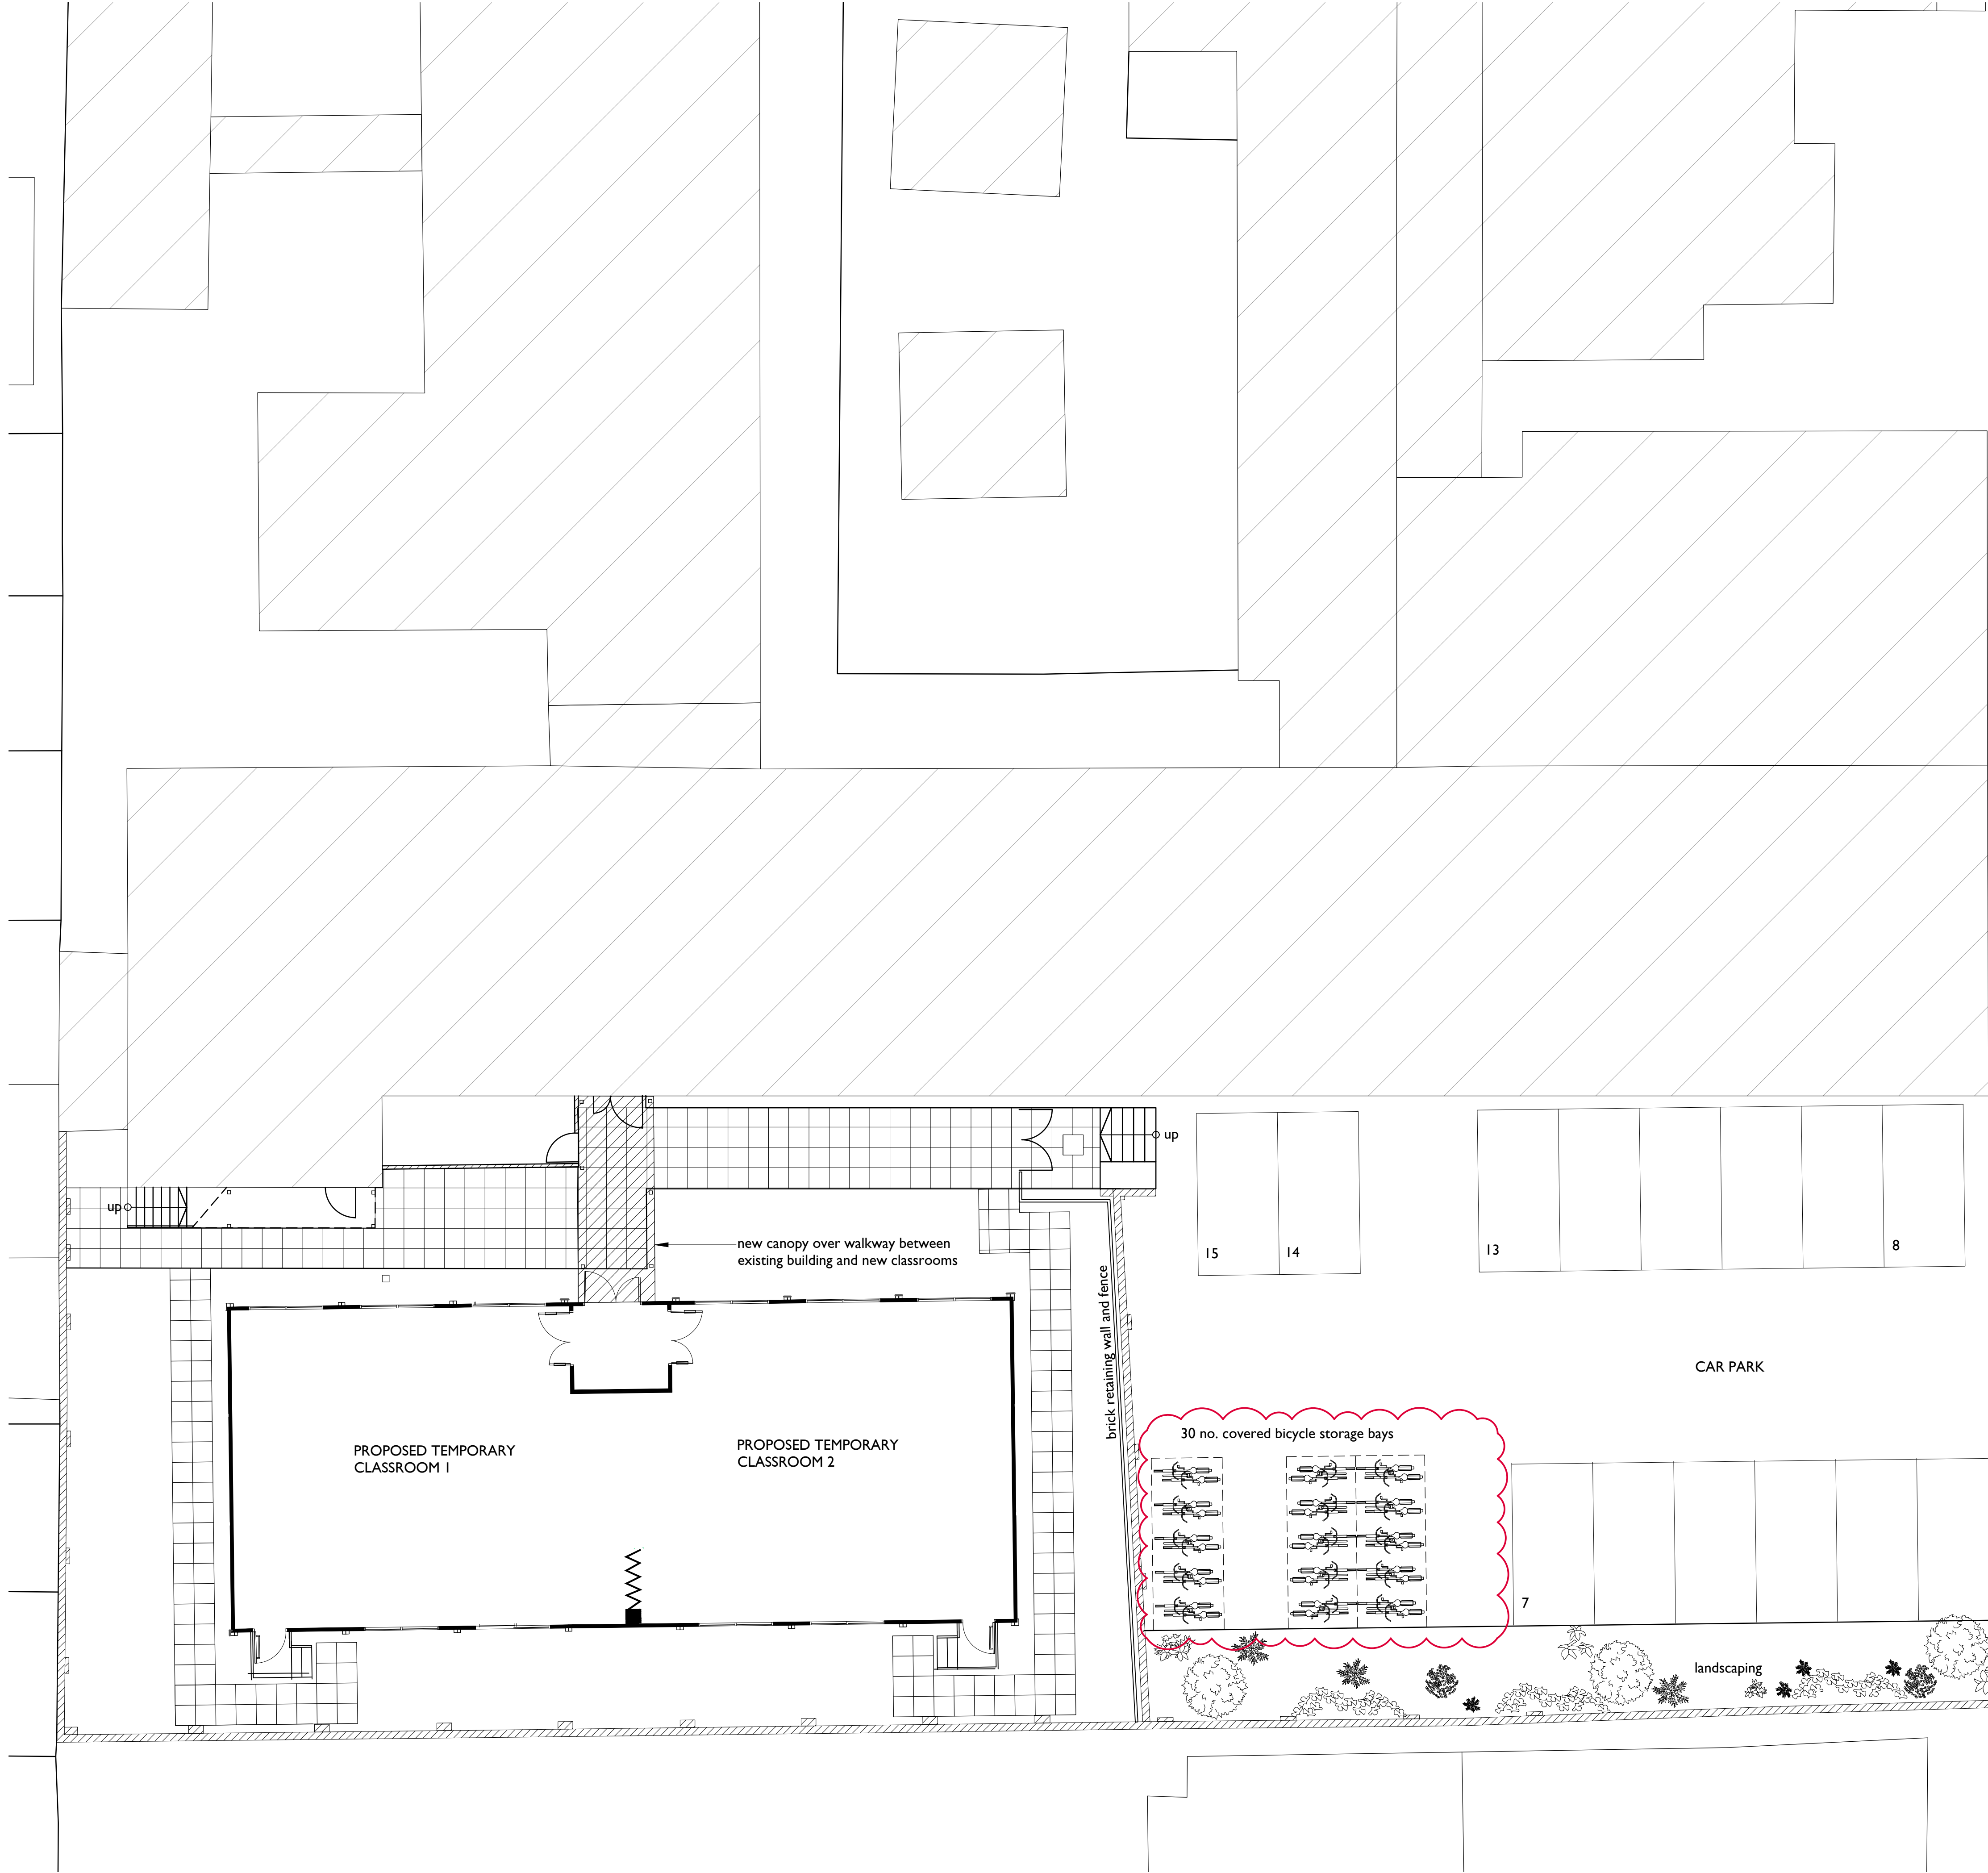 up
up
new canopy over walkway between
existing building and new classrooms
15
14
13
8
brick retaining wall and fence
CAR PARK
30 no. covered bicycle storage bays
PROPOSED TEMPORARY
CLASSROOM 1
PROPOSED TEMPORARY
CLASSROOM 2
7
landscaping